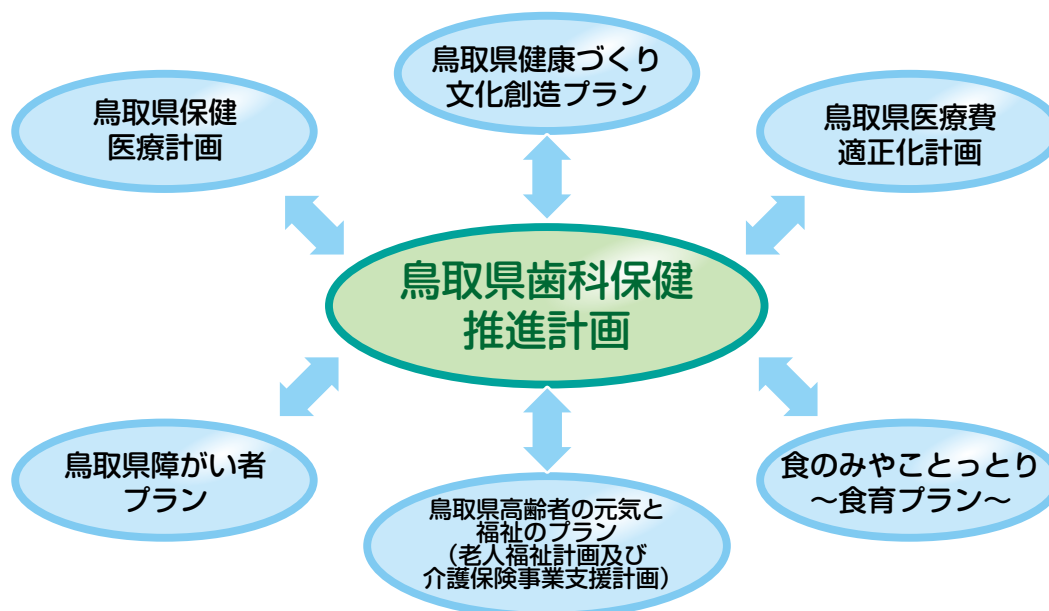 鳥取県健康づくり
文化創造プラン
鳥取県保健
医療計画
鳥取県医療費
適正化計画
鳥取県歯科保健
推進計画
鳥取県障がい者
プラン
鳥取県高齢者の元気と
福祉のプラン
（老人福祉計画及び
介護保険事業支援計画）
食のみやことっとり
～食育プラン～